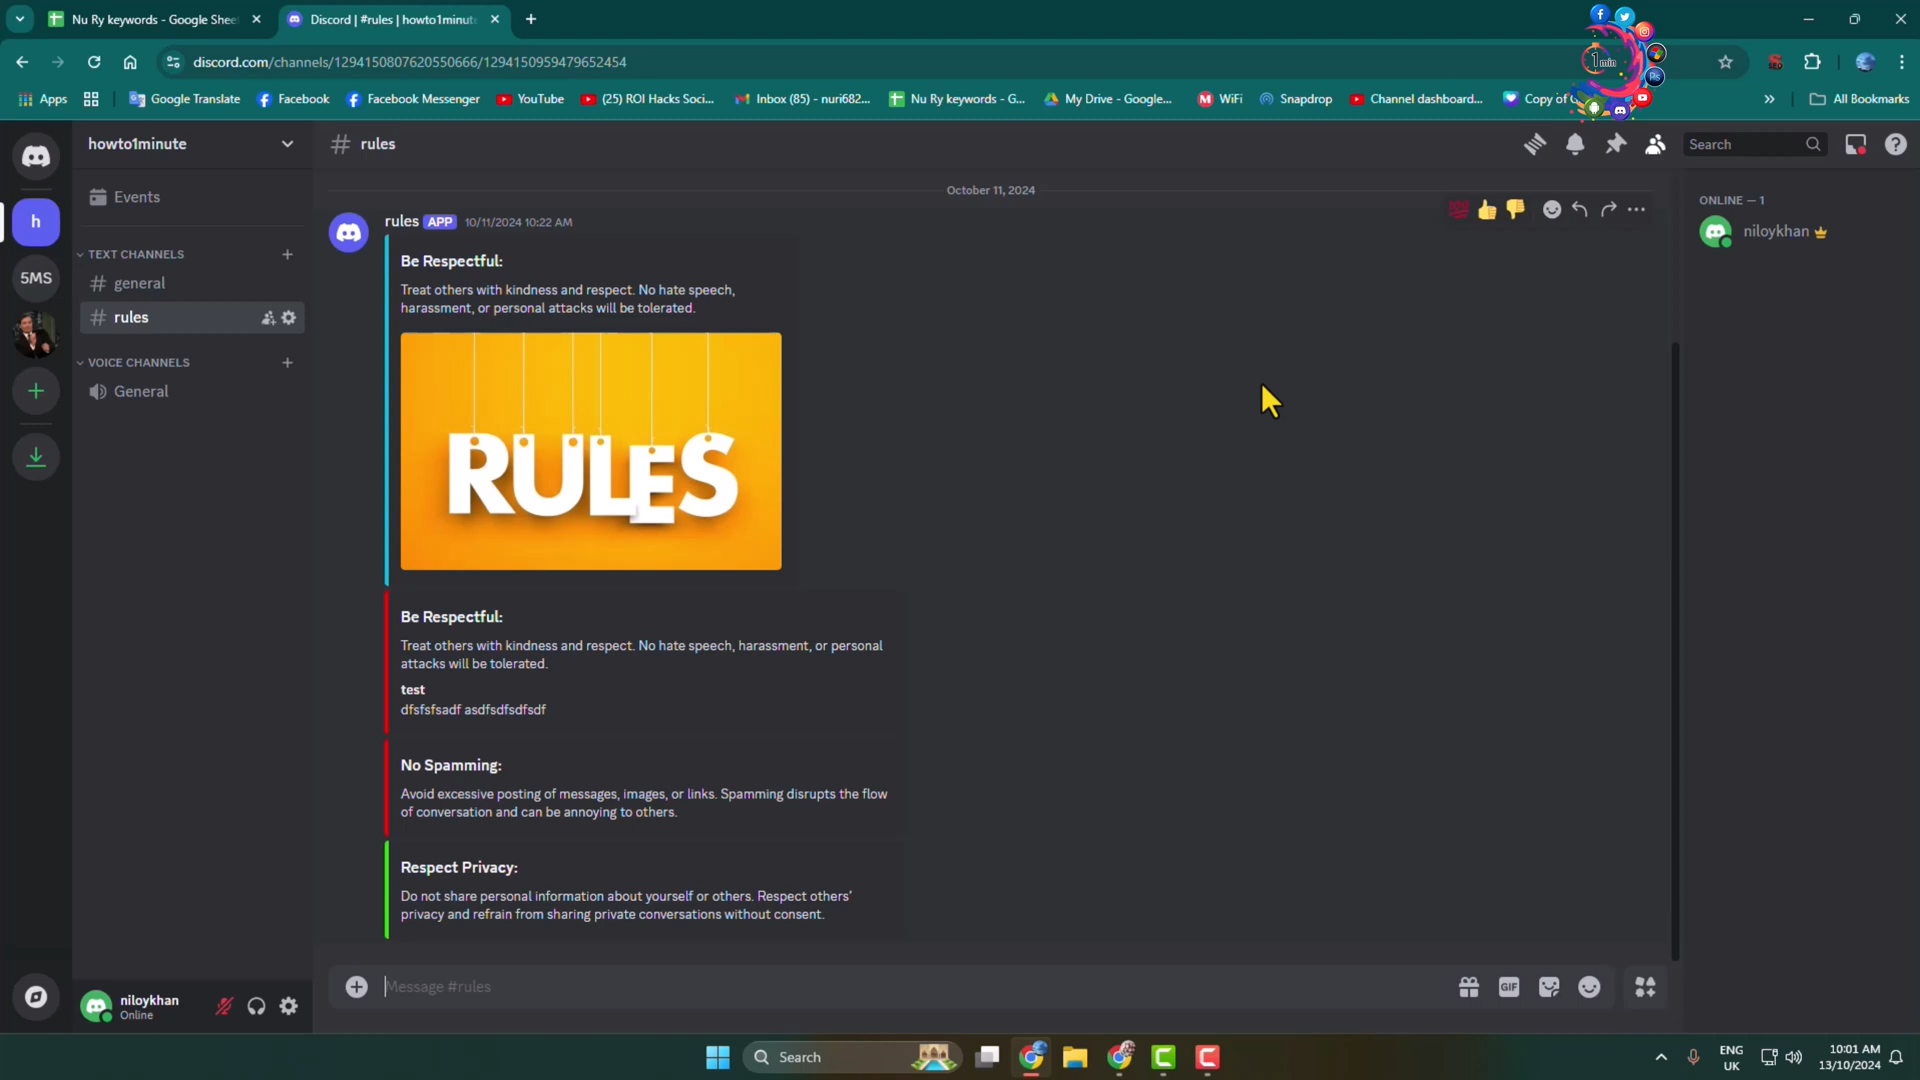 Nu Ry keywords - Google Shee
Discord | #rules | howto1minute
discord.com/channels/1294150807620550666/1294150959479652454
1min
Ps
SEO
Apps
Google Translate
Facebook
Facebook Messenger
YouTube
(25) ROI Hacks Soci...
Inbox (85) - nuri682...
Nu Ry keywords - G...
My Drive - Google...
WiFi
Snapdrop
Channel dashboard...
Copy of
All Bookmarks
howto1minute
# rules
Search
Events
October 11, 2024
ONLINE — 1
niloykhan
h
rules APP 10/11/2024 10:22 AM
TEXT CHANNELS
# general
# rules
5MS
VOICE CHANNELS
General
Be Respectful:
Treat others with kindness and respect. No hate speech,
harassment, or personal attacks will be tolerated.
RULES
Be Respectful:
Treat others with kindness and respect. No hate speech, harassment, or personal
attacks will be tolerated.
test
dfsfsfsadf asdfsdfsdfsdf
No Spamming:
Avoid excessive posting of messages, images, or links. Spamming disrupts the flow
of conversation and can be annoying to others.
Respect Privacy:
Do not share personal information about yourself or others. Respect others'
privacy and refrain from sharing private conversations without consent.
Message #rules
GIF
niloykhan
Online
Search
ENG
UK
10:01 AM
13/10/2024